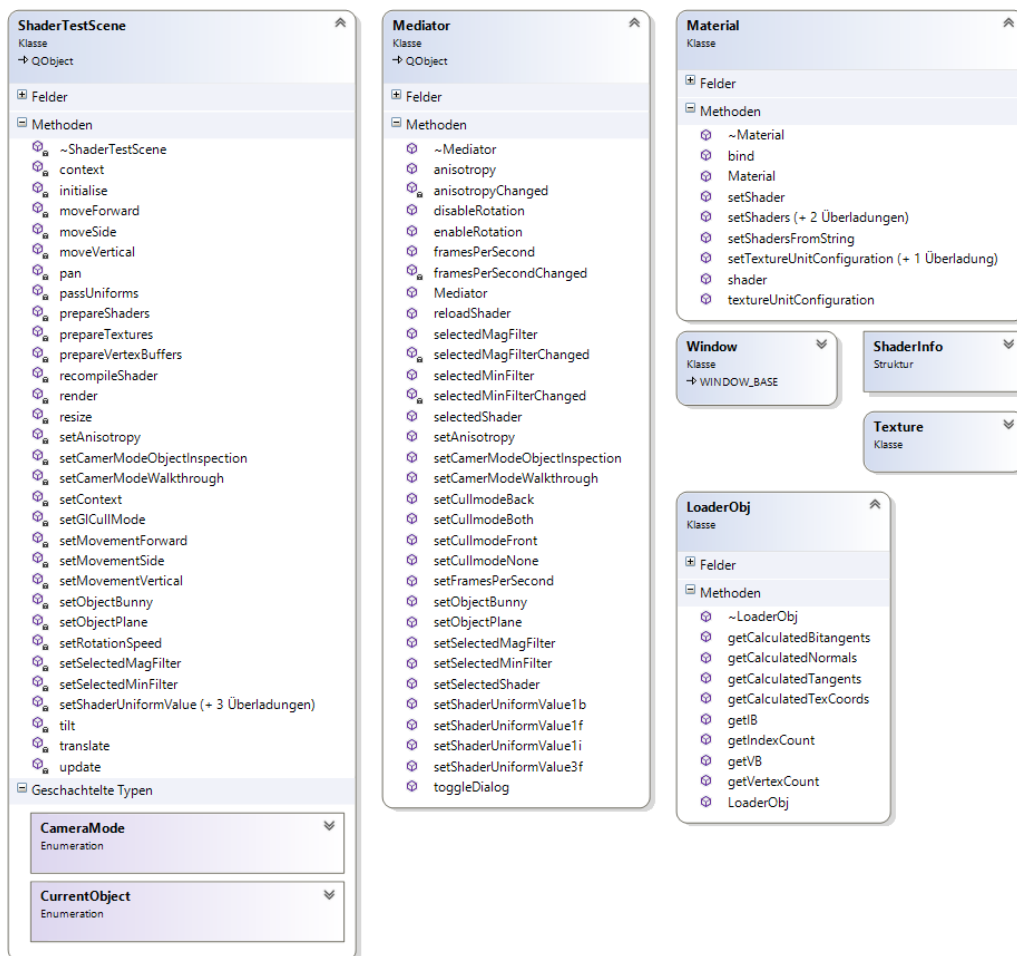 ShaderTestScene
Klasse
→ QObject
Felder
Methoden
~ShaderTestScene
context
initialise
moveForward
moveSide
moveVertical
pan
passUniforms
prepareShaders
prepareTextures
prepareVertexBuffers
recompileShader
render
resize
setAnisotropy
setCamerModeObjectInspection
setCamerModeWalkthrough
setContext
setGlCullMode
setMovementForward
setMovementSide
setMovementVertical
setObjectBunny
setObjectPlane
setRotationSpeed
setSelectedMagFilter
setSelectedMinFilter
setShaderUniformValue (+ 3 Überladungen)
tilt
translate
update
Geschachtelte Typen
CameraMode
Enumeration
CurrentObject
Enumeration
Mediator
Klasse
→ QObject
Felder
Methoden
~Mediator
anisotropy
anisotropyChanged
disableRotation
enableRotation
framesPerSecond
framesPerSecondChanged
Mediator
reloadShader
selectedMagFilter
selectedMagFilterChanged
selectedMinFilter
selectedMinFilterChanged
selectedShader
setAnisotropy
setCamerModeObjectInspection
setCamerModeWalkthrough
setCullmodeBack
setCullmodeBoth
setCullmodeFront
setCullmodeNone
setFramesPerSecond
setObjectBunny
setObjectPlane
setSelectedMagFilter
setSelectedMinFilter
setSelectedShader
setShaderUniformValue1b
setShaderUniformValue1f
setShaderUniformValue1i
setShaderUniformValue3f
toggleDialog
Material
Klasse
Felder
Methoden
~Material
bind
Material
setShader
setShaders (+ 2 Überladungen)
setShadersFromString
setTextureUnitConfiguration (+ 1 Überladung)
shader
textureUnitConfiguration
Window
Klasse
→ WINDOW_BASE
ShaderInfo
Struktur
Texture
Klasse
LoaderObj
Klasse
Felder
Methoden
~LoaderObj
getCalculatedBitangents
getCalculatedNormals
getCalculatedTangents
getCalculatedTexCoords
getIB
getIndexCount
getVB
getVertexCount
LoaderObj